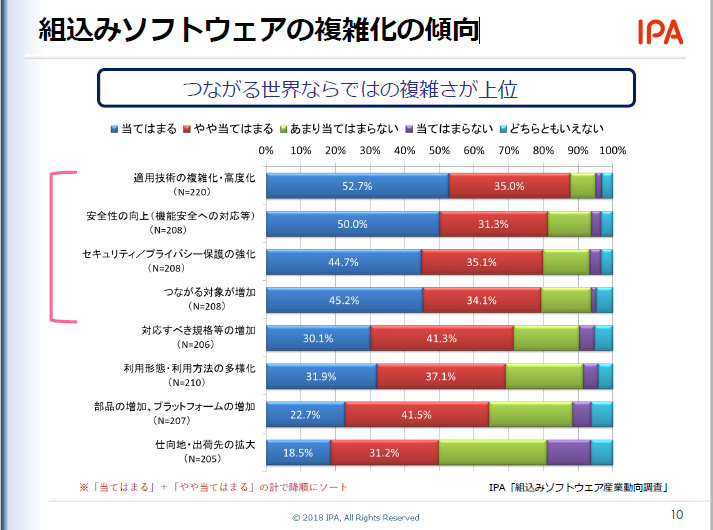 組込みソフトウェアの複雑化の傾向
IPA
つながる世界ならではの複雑さが上位
当てはまる やや当てはまる あまり当てはまらない 当てはまらない どちらともいえない
0% 10% 20% 30% 40% 50% 60% 70% 80% 90% 100%
適用技術の複雑化・高度化
(N=220)
52.7% 35.0%
安全性の向上(機能安全への対応等)
(N=208)
50.0% 31.3%
セキュリティ／プライバシー保護の強化
(N=208)
44.7% 35.1%
つながる対象が増加
(N=208)
45.2% 34.1%
対応すべき規格等の増加
(N=206)
30.1% 41.3%
利用形態・利用方法の多様化
(N=210)
31.9% 37.1%
部品の増加、プラットフォームの増加
(N=207)
22.7% 41.5%
仕向地・出荷先の拡大
(N=205)
18.5% 31.2%
※「当てはまる」＋「やや当てはまる」の計で降順にソート
IPA「組込みソフトウェア産業動向調査」
© 2018 IPA, All Rights Reserved
10